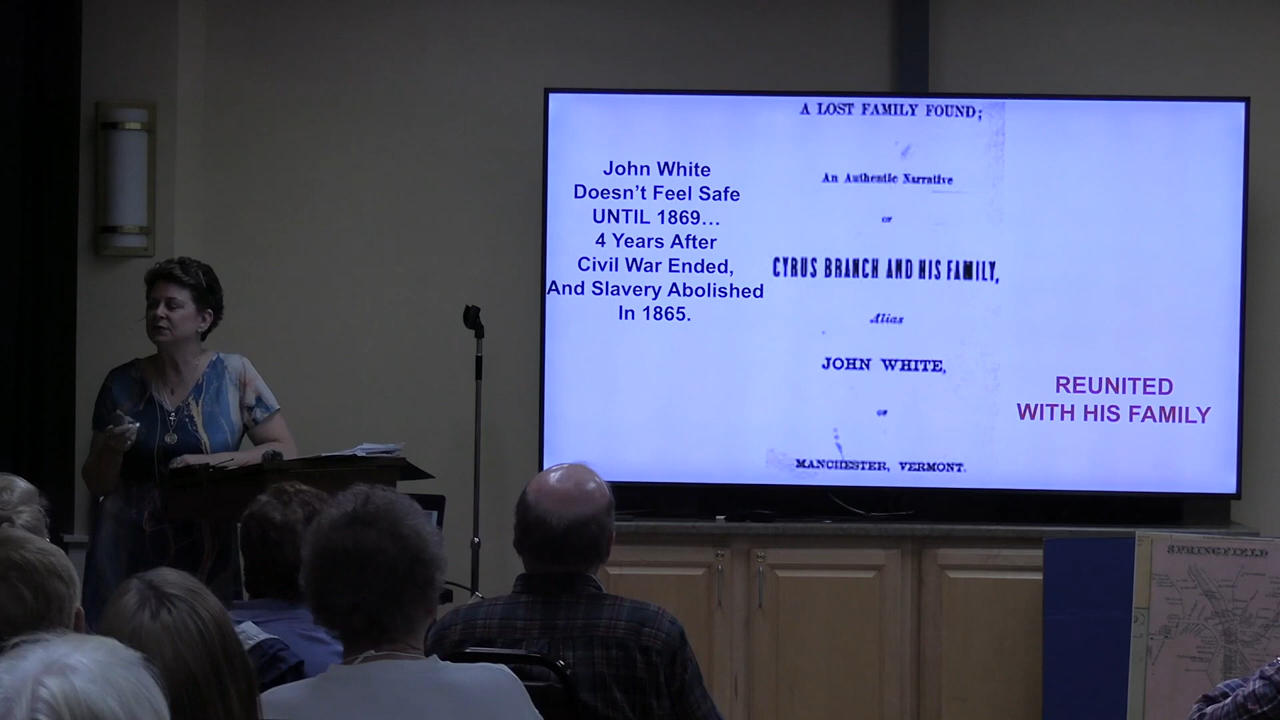 John White
Doesn't Feel Safe
UNTIL 1869...
4 Years After
Civil War Ended,
And Slavery Abolished
In 1865.
A LOST FAMILY FOUND;
An Authentic Narrative
OF
CYRUS BRANCH AND HIS FAMILY,
Alias
JOHN WHITE,
OF
MANCHESTER, VERMONT.
REUNITED
WITH HIS FAMILY
SPRINGFIELD